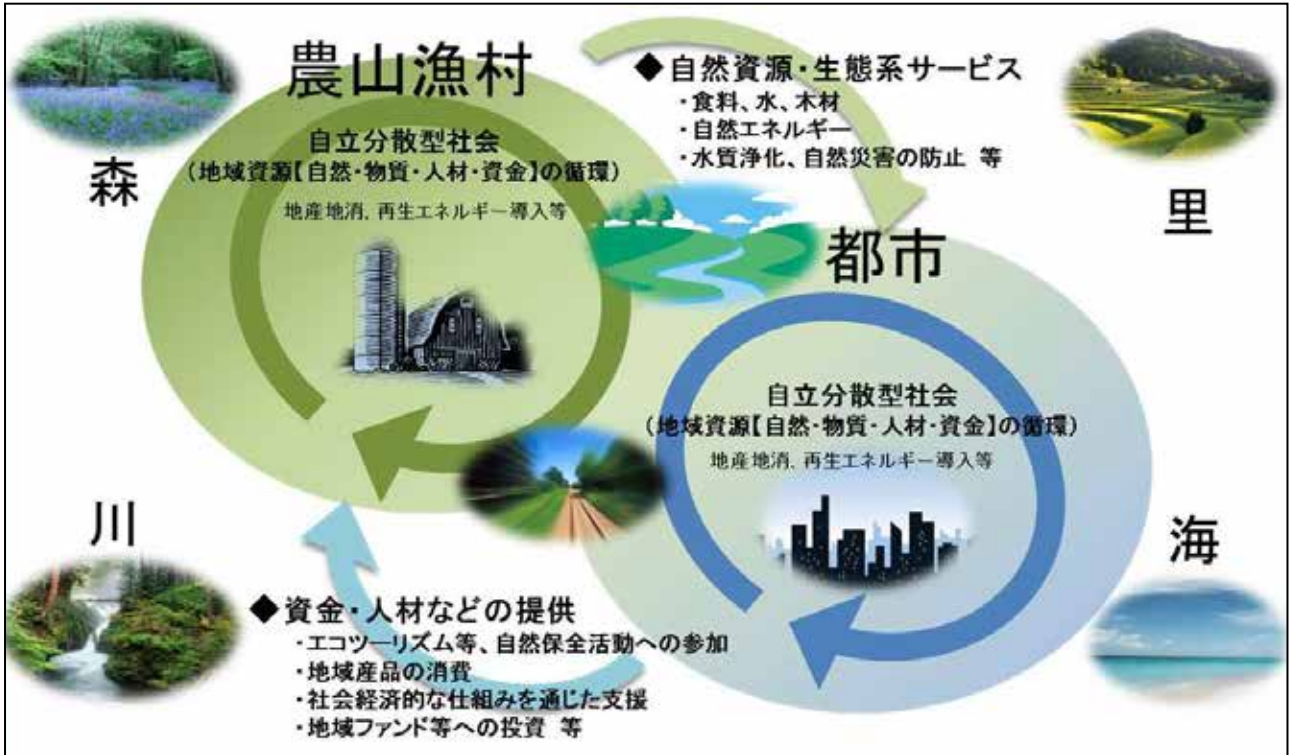 農山漁村
自立分散型社会
(地域資源【自然・物質・人材・資金】の循環)
地産地消、再生エネルギー導入等
◆自然資源・生態系サービス
・食料、水、木材
・自然エネルギー
・水質浄化、自然災害の防止 等
森
里
都市
自立分散型社会
(地域資源【自然・物質・人材・資金】の循環)
地産地消、再生エネルギー導入等
川
海
◆資金・人材などの提供
・エコツーリズム等、自然保全活動への参加
・地域産品の消費
・社会経済的な仕組みを通じた支援
・地域ファンド等への投資 等